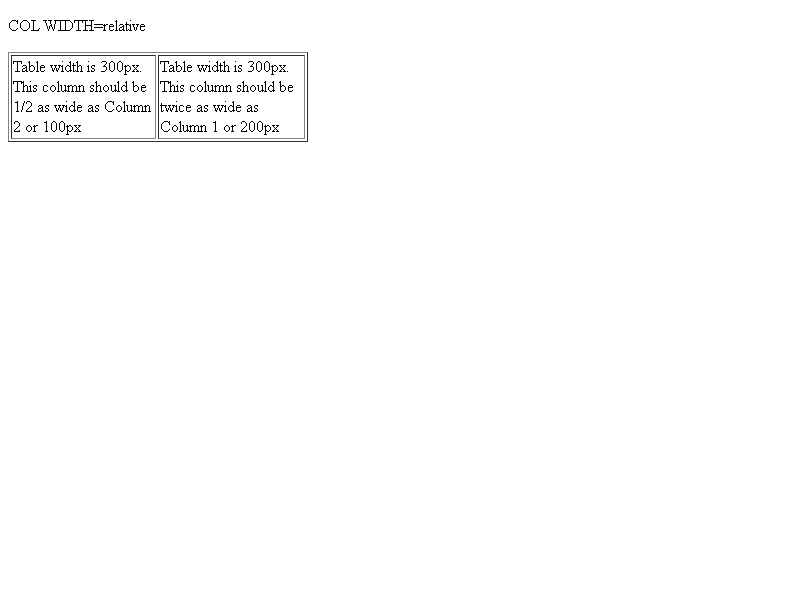 COL WIDTH=relative
Table width is 300px.
This column should be
1/2 as wide as Column
2 or 100px
Table width is 300px.
This column should be
twice as wide as
Column 1 or 200px